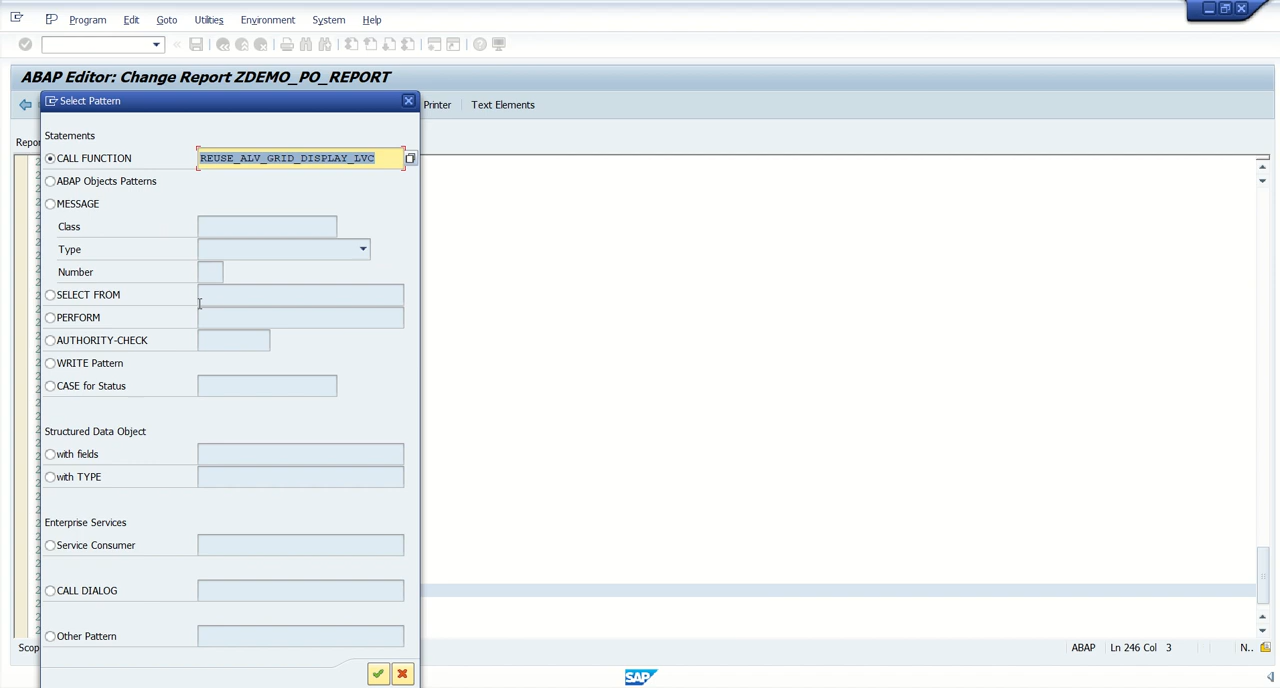 Program Edit Goto Utilities Environment System Help
ABAP Editor: Change Report ZDEMO_PO_REPORT
Select Pattern
Printer Text Elements
Statements
Repor
CALL FUNCTION REUSE_ALV_GRID_DISPLAY_LVC
ABAP Objects Patterns
MESSAGE
Class
Type
Number
SELECT FROM
PERFORM
AUTHORITY-CHECK
WRITE Pattern
CASE for Status
Structured Data Object
with fields
with TYPE
Enterprise Services
Service Consumer
CALL DIALOG
Other Pattern
Scop ABAP Ln 246 Col 3 N..
SAP